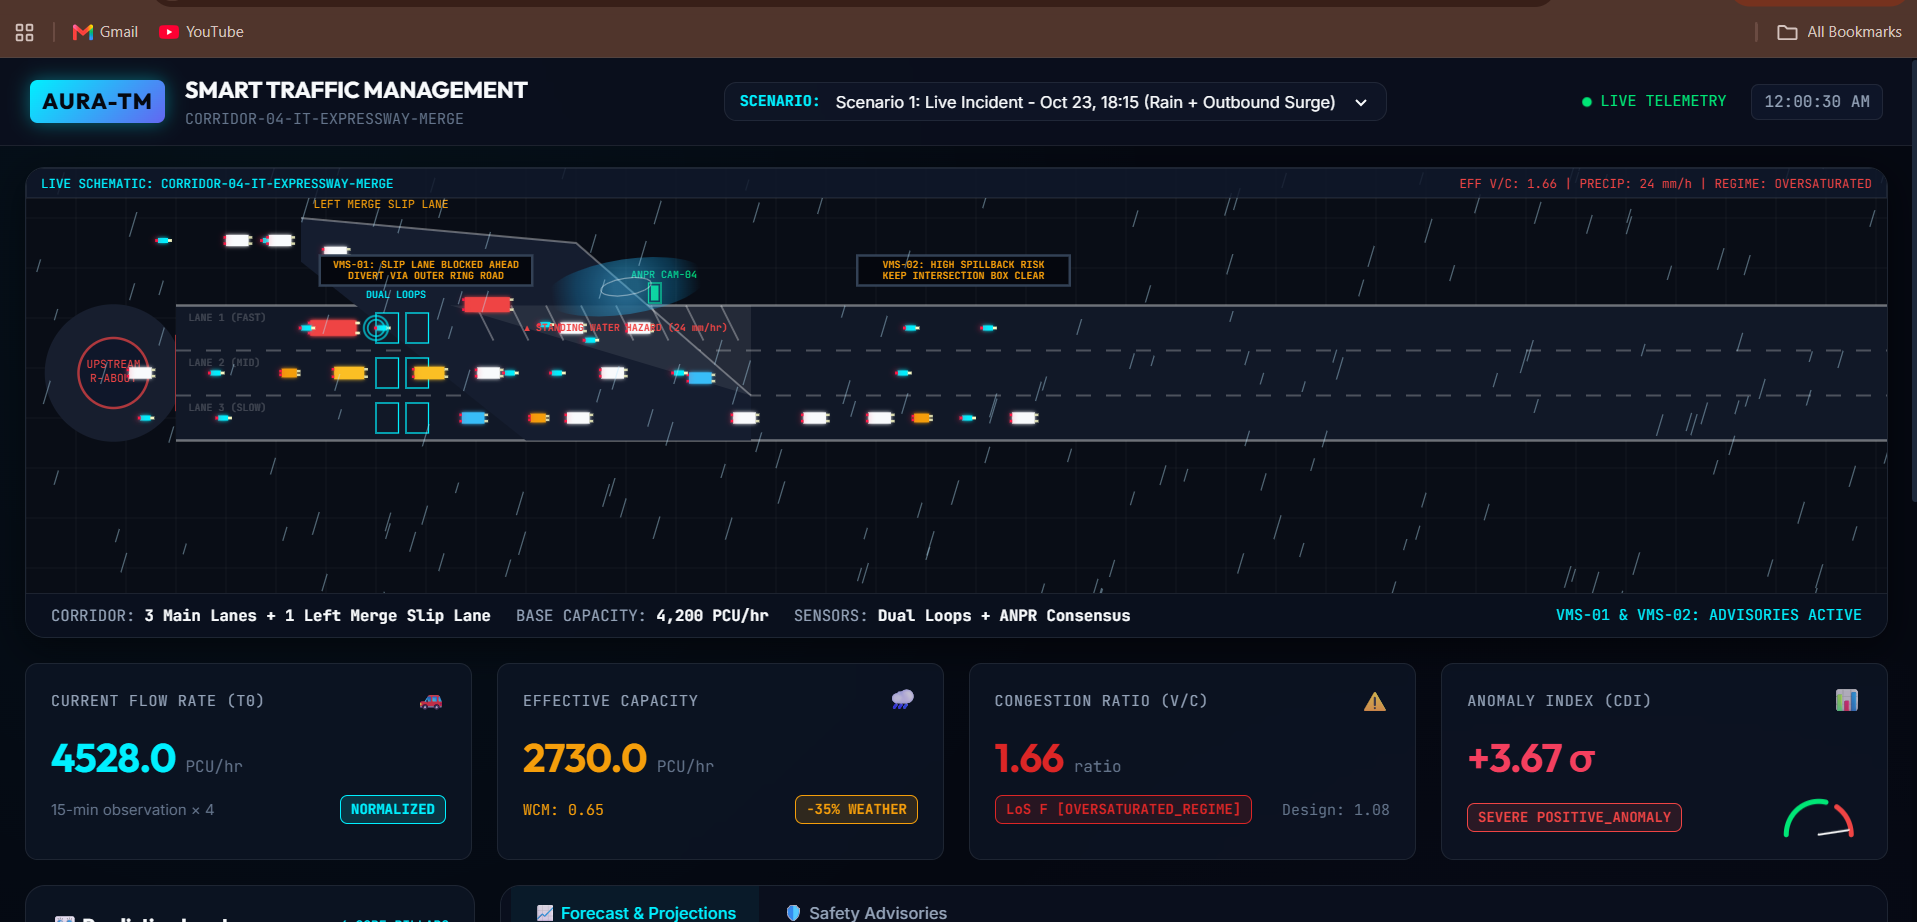 Gmail
YouTube
All Bookmarks
AURA-TM
SMART TRAFFIC MANAGEMENT
CORRIDOR-04-IT-EXPRESSWAY-MERGE
SCENARIO: Scenario 1: Live Incident - Oct 23, 18:15 (Rain + Outbound Surge)
LIVE TELEMETRY
12:00:30 AM
LIVE SCHEMATIC: CORRIDOR-04-IT-EXPRESSWAY-MERGE
EFF V/C: 1.66 | PRECIP: 24 mm/h | REGIME: OVERSATURATED
LEFT MERGE SLIP LANE
VMS-01: SLIP LANE BLOCKED AHEAD
DIVERT VIA OUTER RING ROAD
ANPR CAM-04
VMS-02: HIGH SPILLBACK RISK
KEEP INTERSECTION BOX CLEAR
DUAL LOOPS
LANE 1 (FAST)
▲ STANDING WATER HAZARD (24 mm/hr)
UPSTREAM
R-ABOUT
LANE 2 (MID)
LANE 3 (SLOW)
CORRIDOR: 3 Main Lanes + 1 Left Merge Slip Lane
BASE CAPACITY: 4,200 PCU/hr
SENSORS: Dual Loops + ANPR Consensus
VMS-01 & VMS-02: ADVISORIES ACTIVE
CURRENT FLOW RATE (T0)
4528.0 PCU/hr
15-min observation × 4
NORMALIZED
EFFECTIVE CAPACITY
2730.0 PCU/hr
WCM: 0.65
-35% WEATHER
CONGESTION RATIO (V/C)
1.66 ratio
LoS F [OVERSATURATED_REGIME]
Design: 1.08
ANOMALY INDEX (CDI)
+3.67 σ
SEVERE POSITIVE_ANOMALY
Forecast & Projections
Safety Advisories